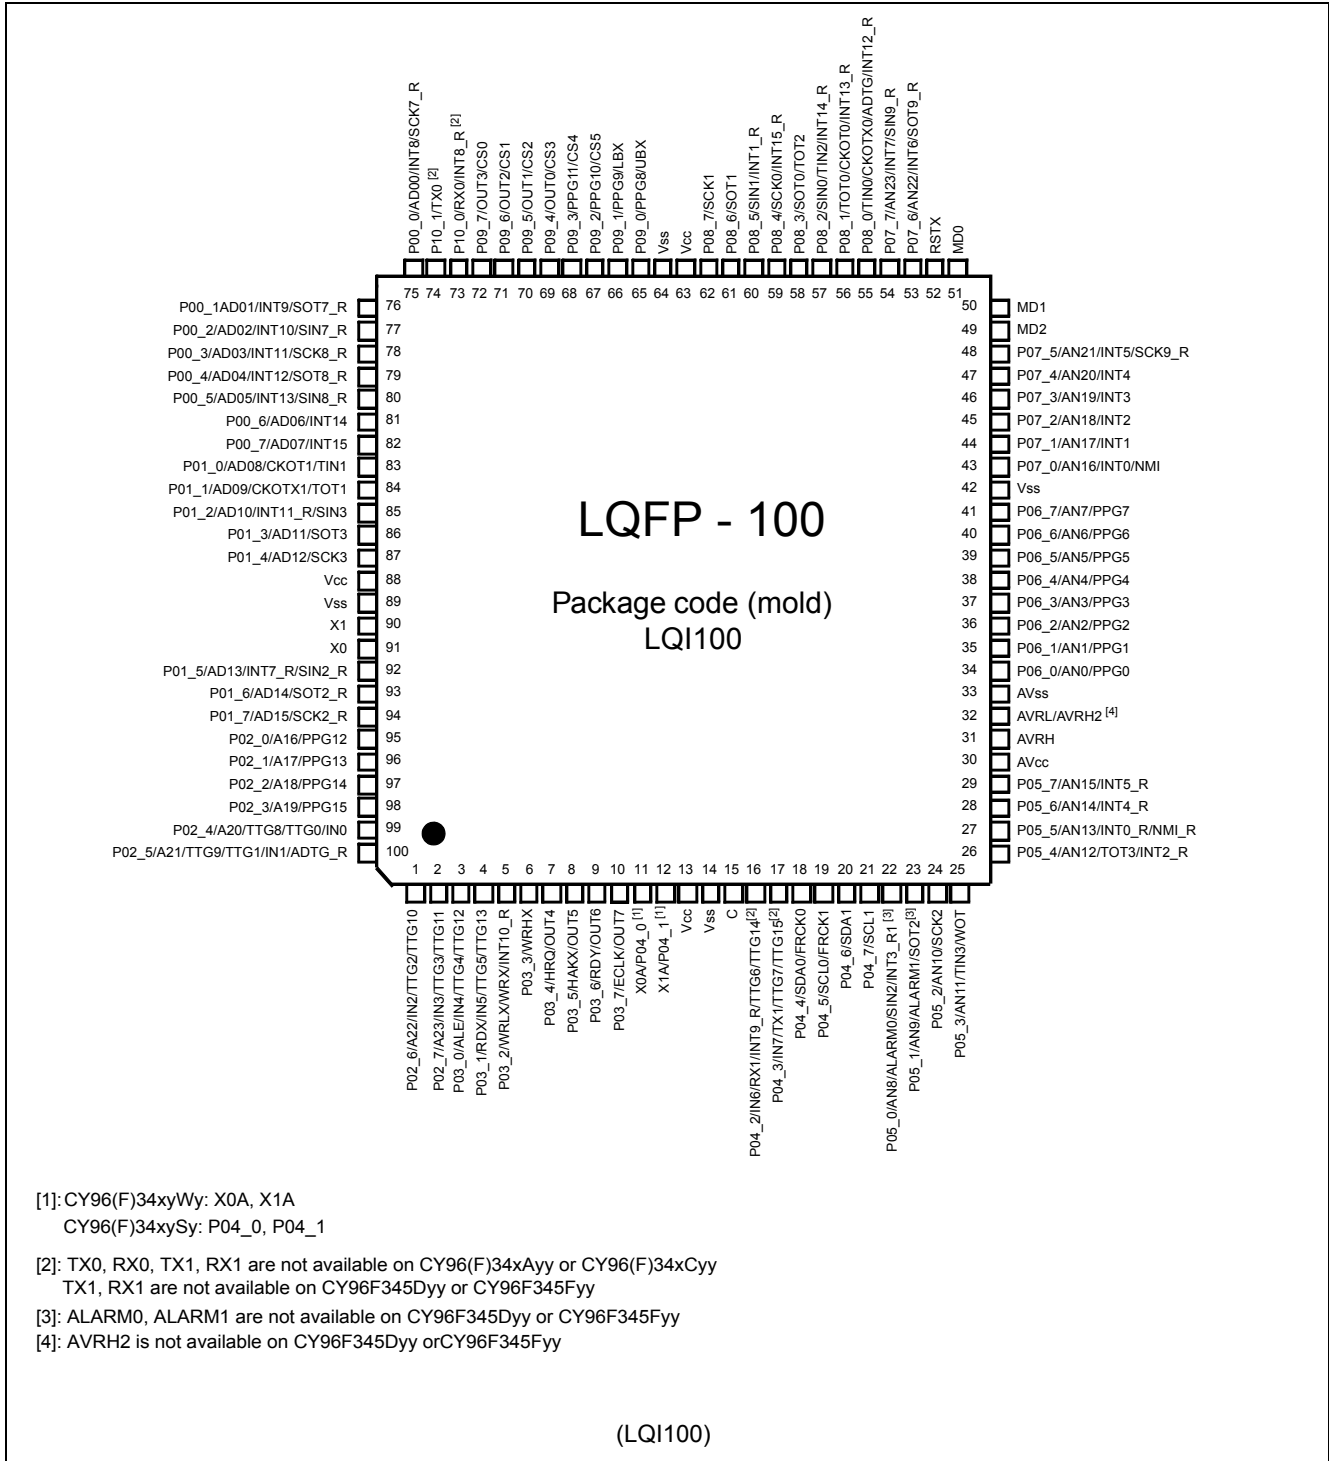 P00_0/AD00/INT8/SCK7_R
P10_1/TX0 [2]
P10_0/RX0/INT8_R [2]
P09_7/OUT3/CS0
P09_6/OUT2/CS1
P09_5/OUT1/CS2
P09_4/OUT0/CS3
P09_3/PPG11/CS4
P09_2/PPG10/CS5
P09_1/PPG9/LBX
P09_0/PPG8/UBX
Vss
Vcc
P08_7/SCK1
P08_6/SOT1
P08_5/SIN1/INT1_R
P08_4/SCK0/INT15_R
P08_3/SOT0/TOT2
P08_2/SIN0/TIN2/INT14_R
P08_1/TOT0/CKOT0/INT13_R
P08_0/TIN0/CKOTX0/ADTG/INT12_R
P07_7/AN23/INT7/SIN9_R
P07_6/AN22/INT6/SOT9_R
RSTX
MD0
75 74 73 72 71 70 69 68 67 66 65 64 63 62 61 60 59 58 57 56 55 54 53 52 51
P00_1AD01/INT9/SOT7_R 76
P00_2/AD02/INT10/SIN7_R 77
P00_3/AD03/INT11/SCK8_R 78
P00_4/AD04/INT12/SOT8_R 79
P00_5/AD05/INT13/SIN8_R 80
P00_6/AD06/INT14 81
P00_7/AD07/INT15 82
P01_0/AD08/CKOT1/TIN1 83
P01_1/AD09/CKOTX1/TOT1 84
P01_2/AD10/INT11_R/SIN3 85
P01_3/AD11/SOT3 86
P01_4/AD12/SCK3 87
Vcc 88
Vss 89
X1 90
X0 91
P01_5/AD13/INT7_R/SIN2_R 92
P01_6/AD14/SOT2_R 93
P01_7/AD15/SCK2_R 94
P02_0/A16/PPG12 95
P02_1/A17/PPG13 96
P02_2/A18/PPG14 97
P02_3/A19/PPG15 98
P02_4/A20/TTG8/TTG0/IN0 99
P02_5/A21/TTG9/TTG1/IN1/ADTG_R 100
LQFP - 100
Package code (mold)
LQI100
50 MD1
49 MD2
48 P07_5/AN21/INT5/SCK9_R
47 P07_4/AN20/INT4
46 P07_3/AN19/INT3
45 P07_2/AN18/INT2
44 P07_1/AN17/INT1
43 P07_0/AN16/INT0/NMI
42 Vss
41 P06_7/AN7/PPG7
40 P06_6/AN6/PPG6
39 P06_5/AN5/PPG5
38 P06_4/AN4/PPG4
37 P06_3/AN3/PPG3
36 P06_2/AN2/PPG2
35 P06_1/AN1/PPG1
34 P06_0/AN0/PPG0
33 AVss
32 AVRL/AVRH2 [4]
31 AVRH
30 AVcc
29 P05_7/AN15/INT5_R
28 P05_6/AN14/INT4_R
27 P05_5/AN13/INT0_R/NMI_R
26 P05_4/AN12/TOT3/INT2_R
1 2 3 4 5 6 7 8 9 10 11 12 13 14 15 16 17 18 19 20 21 22 23 24 25
P02_6/A22/IN2/TTG2/TTG10
P02_7/A23/IN3/TTG3/TTG11
P03_0/ALE/IN4/TTG4/TTG12
P03_1/RDX/IN5/TTG5/TTG13
P03_2/WRLX/WRX/INT10_R
P03_3/WRHX
P03_4/HRQ/OUT4
P03_5/HAKX/OUT5
P03_6/RDY/OUT6
P03_7/ECLK/OUT7
X0A/P04_0 [1]
X1A/P04_1 [1]
Vcc
Vss
C
P04_2/IN6/RX1/INT9_R/TTG6/TTG14[2]
P04_3/IN7/TX1/TTG7/TTG15[2]
P04_4/SDA0/FRCK0
P04_5/SCL0/FRCK1
P04_6/SDA1
P04_7/SCL1
P05_0/AN8/ALARM0/SIN2/INT3_R1 [3]
P05_1/AN9/ALARM1/SOT2[3]
P05_2/AN10/SCK2
P05_3/AN11/TIN3/WOT
[1]: CY96(F)34xyWy: X0A, X1A
CY96(F)34xySy: P04_0, P04_1
[2]: TX0, RX0, TX1, RX1 are not available on CY96(F)34xAyy or CY96(F)34xCyy
TX1, RX1 are not available on CY96F345Dyy or CY96F345Fyy
[3]: ALARM0, ALARM1 are not available on CY96F345Dyy or CY96F345Fyy
[4]: AVRH2 is not available on CY96F345Dyy orCY96F345Fyy
(LQI100)